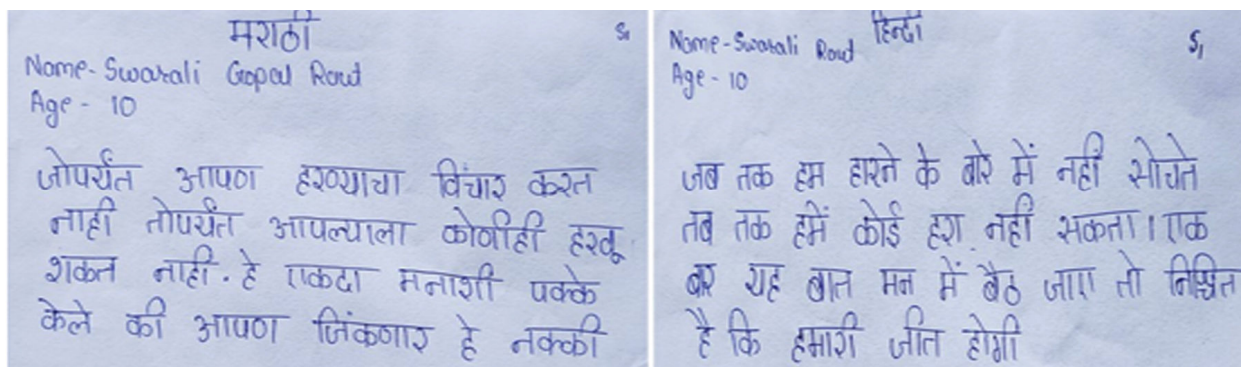 मराठी
S1
Name- Swarali Gopal Raut
Age - 10
जोपर्यंत आपण हरण्याचा विचार करत
नाही तोपर्यंत आपल्याला कोणीही हरवू
शकत नाही. हे एकदा मनाशी पक्के
केले की आपण जिंकणार हे नक्की
हिन्दी
S1
Name - Swarali Raut
Age - 10
जब तक हम हारने के बारे में नहीं सोचते
तब तक हमें कोई हरा नहीं सकता। एक
बार यह बात मन में बैठ जाए तो निश्चित
है कि हमारी जीत होगी